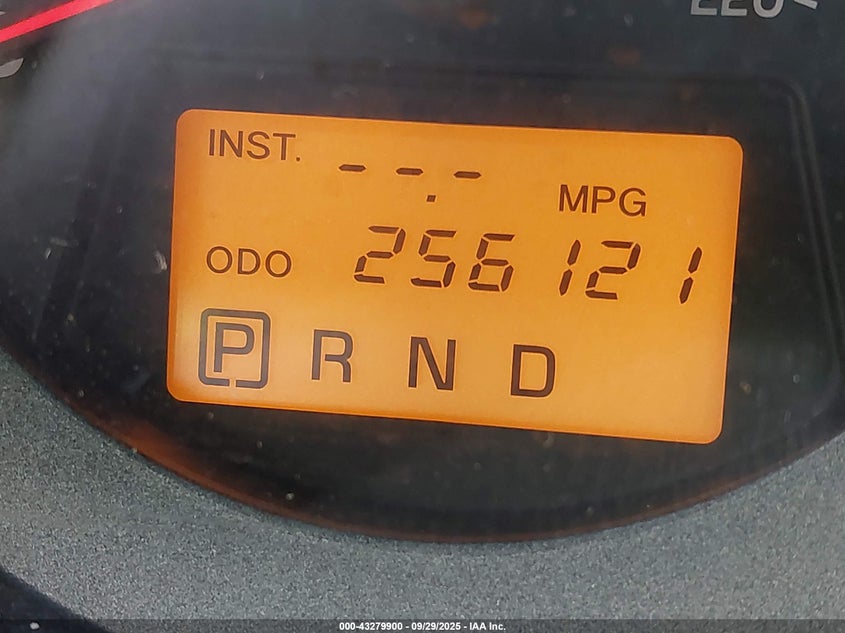 INST. --.- MPG
ODO 256121
P R N D
000-43279900 - 09/29/2025 - IAA Inc.